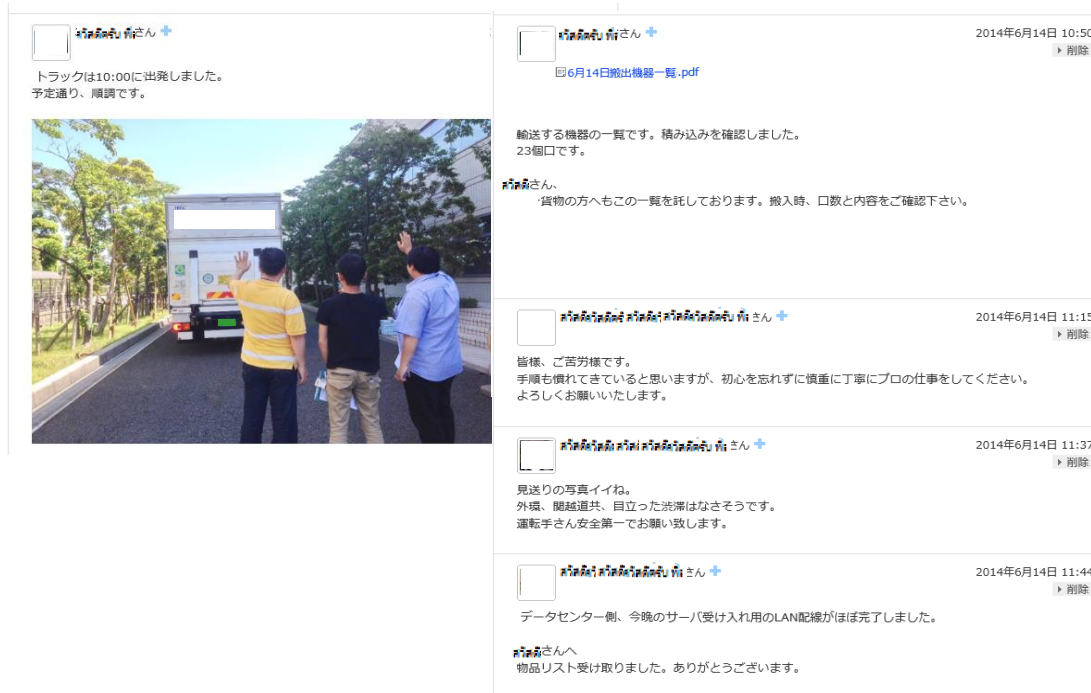 さん
トラックは10:00に出発しました。
予定通り、順調です。
さん
2014年6月14日 10:50
削除
6月14日搬出機器一覧.pdf
輸送する機器の一覧です。積み込みを確認しました。
23個口です。
さん、
貨物の方へもこの一覧を託しております。搬入時、口数と内容をご確認下さい。
さん
2014年6月14日 11:15
削除
皆様、ご苦労様です。
手順も慣れてきていると思いますが、初心を忘れずに慎重に丁寧にプロの仕事をしてください。
よろしくお願いいたします。
さん
2014年6月14日 11:37
削除
見送りの写真イイね。
外環、関越道共、目立った渋滞はなさそうです。
運転手さん安全第一でお願い致します。
さん
2014年6月14日 11:44
削除
データセンター側、今晩のサーバ受け入れ用のLAN配線がほぼ完了しました。
さんへ
物品リスト受け取りました。ありがとうございます。